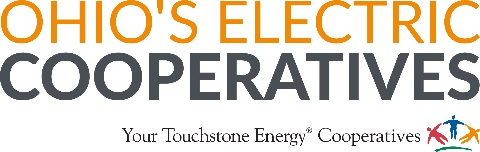 OHIO'S ELECTRIC
COOPERATIVES
Your Touchstone Energy® Cooperatives